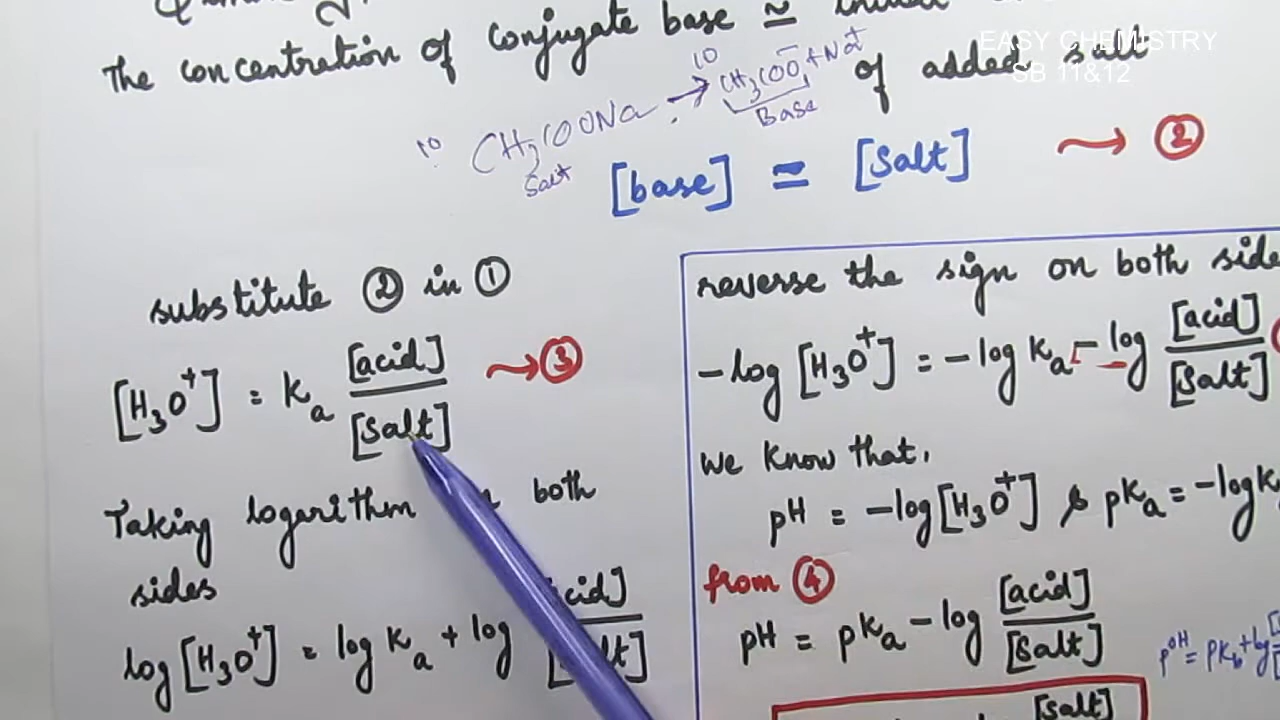 The concentration of conjugate base ≃
of added salt
EASY CHEMISTRY
SB 11&12
10 CH₃COONa → 10 CH₃COO⁻ + Na⁺
Salt
Base
[base] = [Salt] → ②
substitute ② in ①
[H₃O⁺] = Ka [acid]/[Salt] → ③
Taking logarithm both
sides
log [H₃O⁺] = log Ka + log [acid]/[Salt]
reverse the sign on both side
-log [H₃O⁺] = -log Ka - log [acid]/[Salt]
We know that,
pH = -log [H₃O⁺] & pKa = -log K
from ④
pH = pKa - log [acid]/[Salt]
pOH = pKb + log
[Salt]